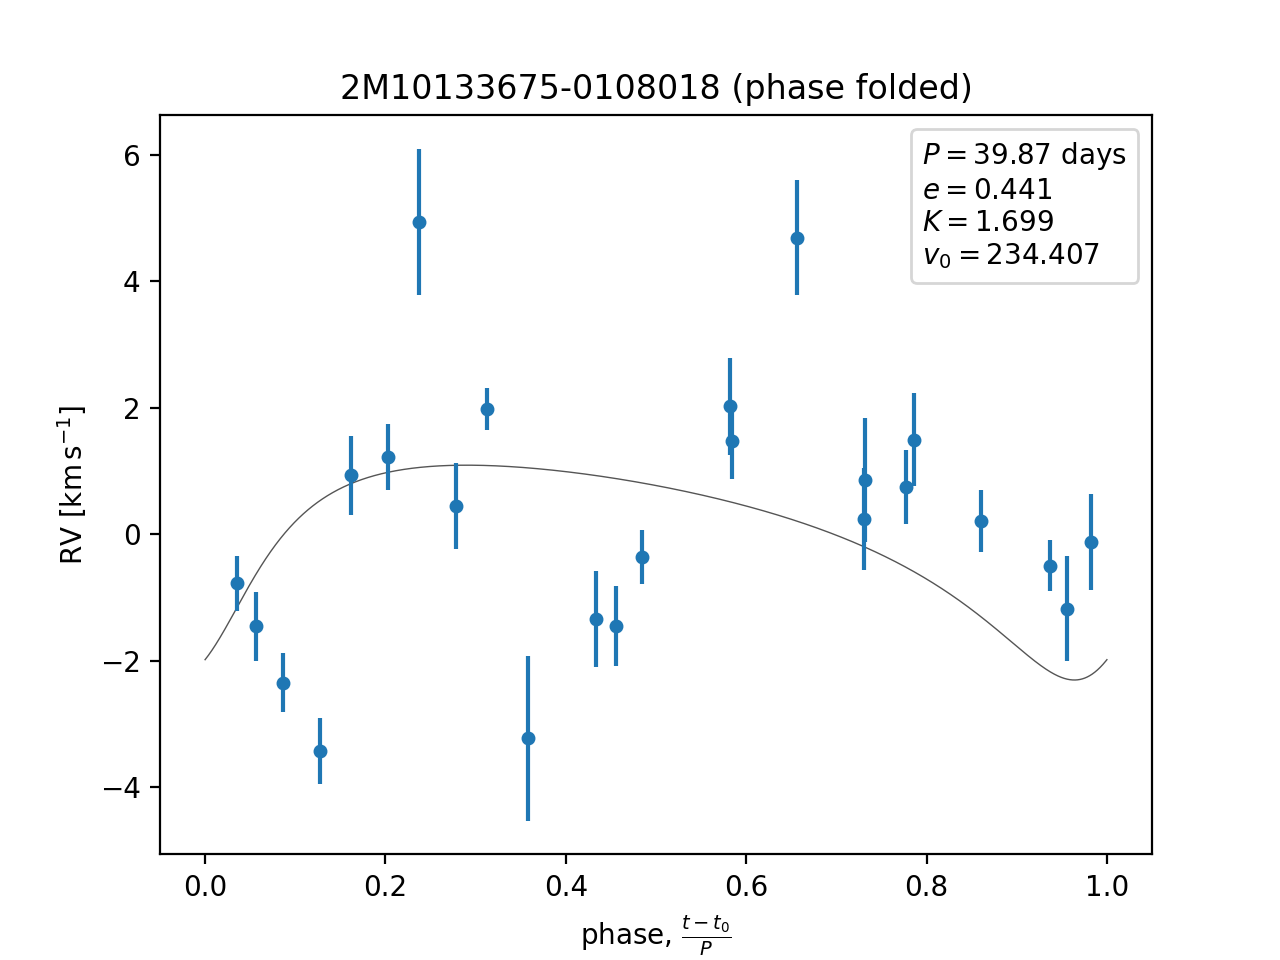 2M10133675-0108018 (phase folded)
P = 39.87 days
e = 0.441
K = 1.699
v₀ = 234.407
6
4
2
0
−2
−4
RV [km s⁻¹]
0.0 0.2 0.4 0.6 0.8 1.0
phase, (t − t₀)/P